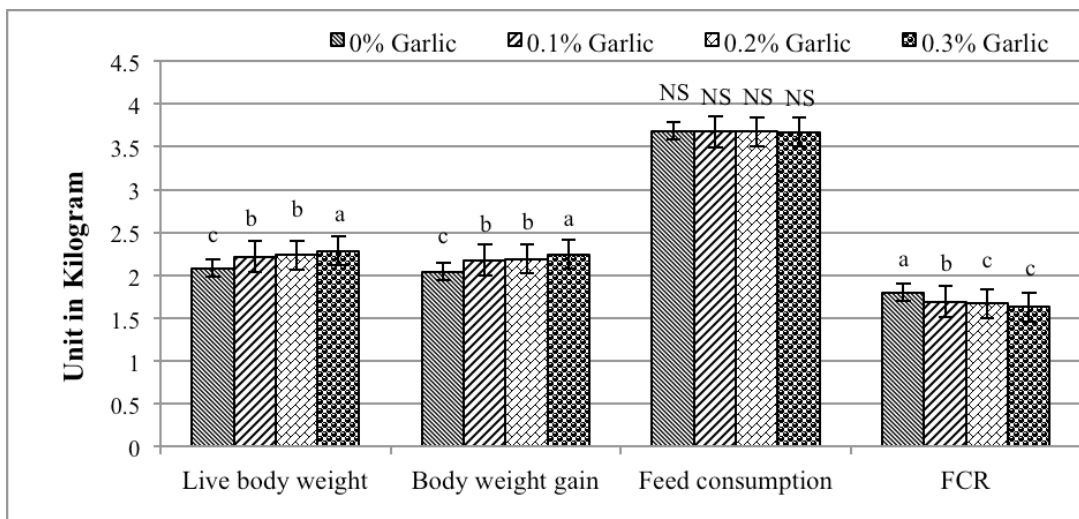 0% Garlic 0.1% Garlic 0.2% Garlic 0.3% Garlic
4.5
4
3.5
3
2.5
2
1.5
1
0.5
0
Unit in Kilogram
c b b a
c b b a
NS NS NS NS
a b c c
Live body weight Body weight gain Feed consumption FCR